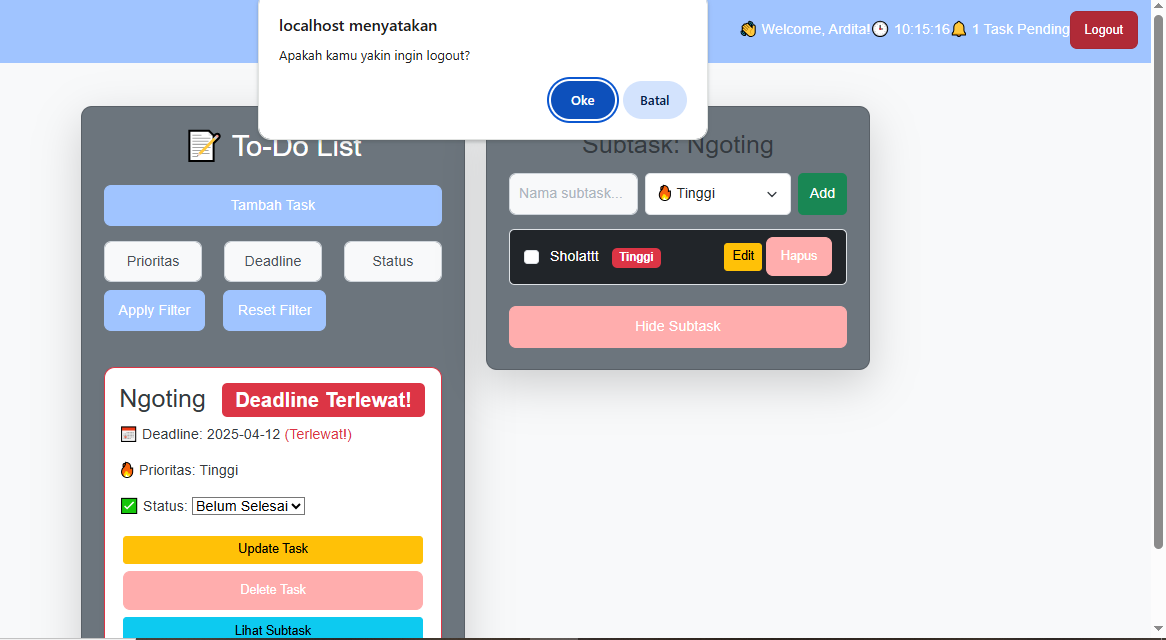 localhost menyatakan
Apakah kamu yakin ingin logout?
Oke Batal
👏 Welcome, Ardita! 🕒 10:15:16 🔔 1 Task Pending Logout
📝 To-Do List
Tambah Task
Prioritas Deadline Status
Apply Filter Reset Filter
Ngoting Deadline Terlewat!
📅 Deadline: 2025-04-12 (Terlewat!)
🔥 Prioritas: Tinggi
✅ Status: Belum Selesai
Update Task
Delete Task
Lihat Subtask
Subtask: Ngoting
Nama subtask... 🔥 Tinggi Add
Sholattt Tinggi Edit Hapus
Hide Subtask